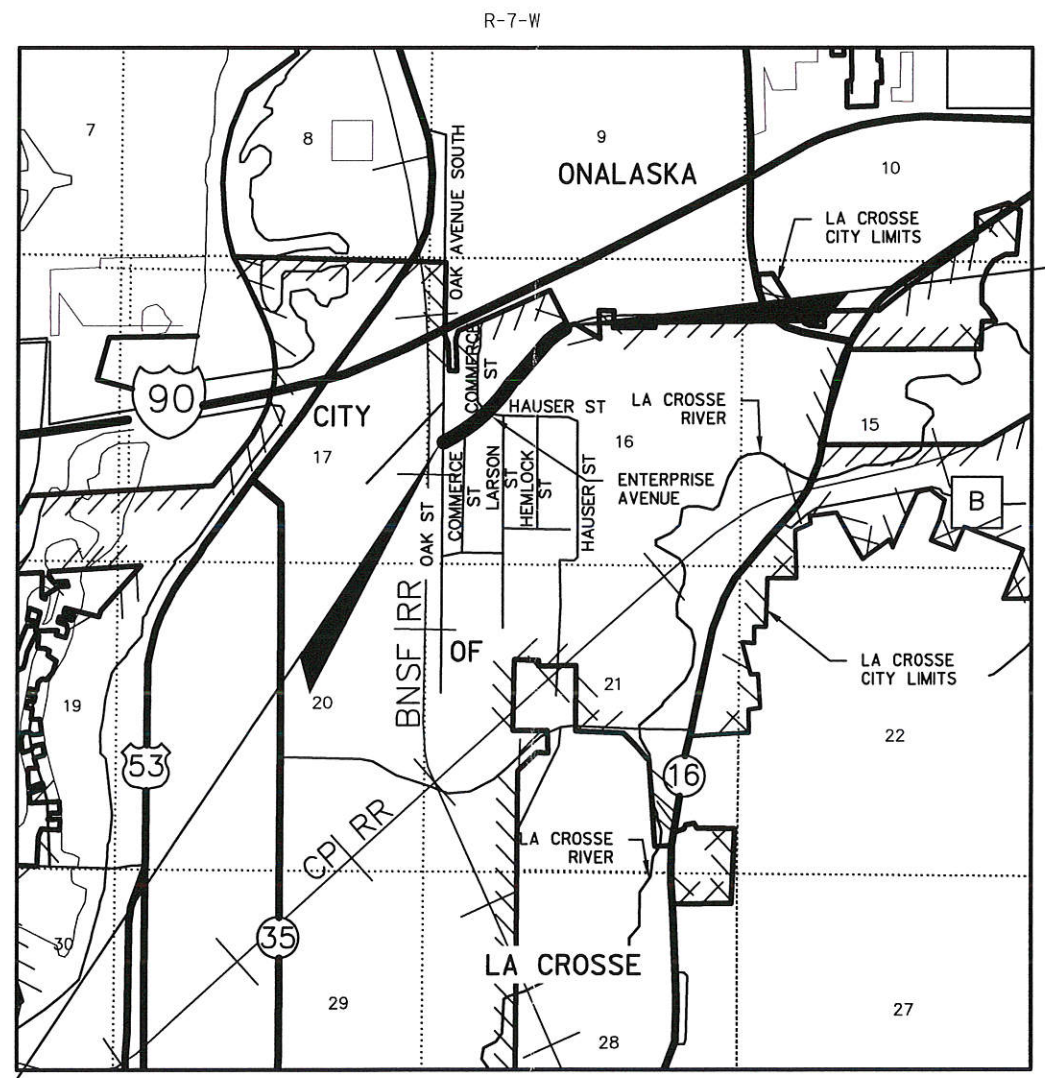 R-7-W
7
8
9
10
ONALASKA
OAK AVENUE SOUTH
LA CROSSE
CITY LIMITS
90
CITY
COMMERCE
ST
HAUSER ST
LA CROSSE
RIVER
15
16
17
COMMERCE
ST
LARSON
ST
HEMLOCK
ST
HAUSER ST
ENTERPRISE
AVENUE
B
OAK ST
BNSF RR
OF
LA CROSSE
CITY LIMITS
19
20
21
22
53
16
CP RR
LA CROSSE
RIVER
30
35
LA CROSSE
29
28
27